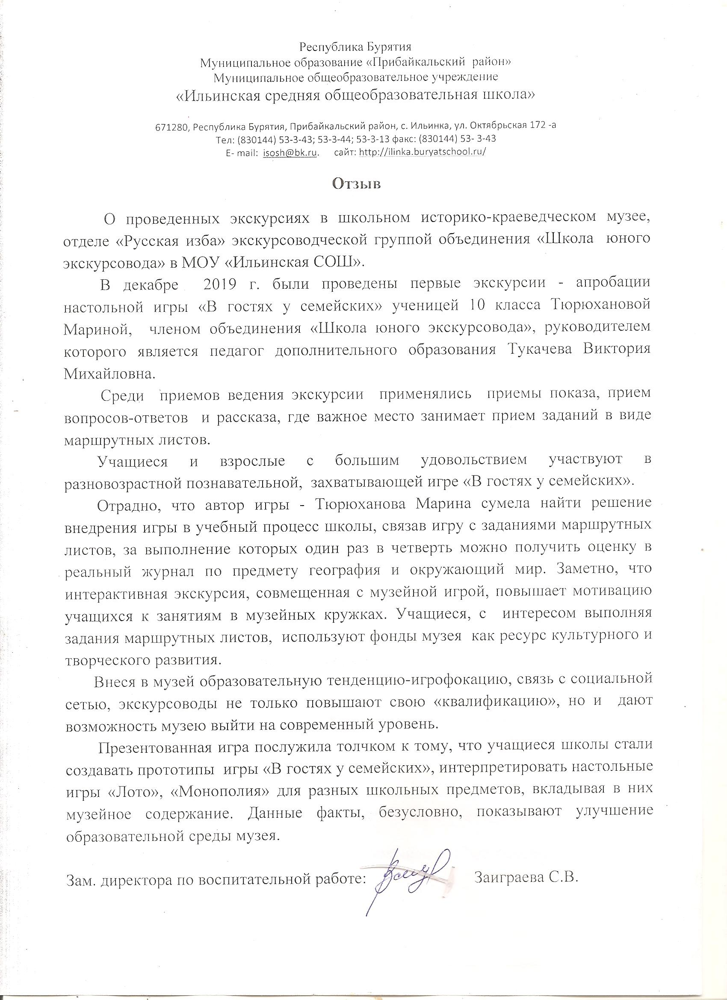 Республика Бурятия
Муниципальное образование «Прибайкальский район»
Муниципальное общеобразовательное учреждение
«Ильинская средняя общеобразовательная школа»
671280, Республика Бурятия, Прибайкальский район, с. Ильинка, ул. Октябрьская 172 -а
Тел: (830144) 53-3-43; 53-3-44; 53-3-13 факс: (830144) 53- 3-43
E- mail: isosh@bk.ru. сайт: http://ilinka.buryatschool.ru/
Отзыв
О проведенных экскурсиях в школьном историко-краеведческом музее,
отделе «Русская изба» экскурсоводческой группой объединения «Школа юного
экскурсовода» в МОУ «Ильинская СОШ».
В декабре 2019 г. были проведены первые экскурсии - апробации
настольной игры «В гостях у семейских» ученицей 10 класса Тюрюхановой
Мариной, членом объединения «Школа юного экскурсовода», руководителем
которого является педагог дополнительного образования Тукачева Виктория
Михайловна.
Среди приемов ведения экскурсии применялись приемы показа, прием
вопросов-ответов и рассказа, где важное место занимает прием заданий в виде
маршрутных листов.
Учащиеся и взрослые с большим удовольствием участвуют в
разновозрастной познавательной, захватывающей игре «В гостях у семейских».
Отрадно, что автор игры - Тюрюханова Марина сумела найти решение
внедрения игры в учебный процесс школы, связав игру с заданиями маршрутных
листов, за выполнение которых один раз в четверть можно получить оценку в
реальный журнал по предмету география и окружающий мир. Заметно, что
интерактивная экскурсия, совмещенная с музейной игрой, повышает мотивацию
учащихся к занятиям в музейных кружках. Учащиеся, с интересом выполняя
задания маршрутных листов, используют фонды музея как ресурс культурного и
творческого развития.
Внеся в музей образовательную тенденцию-игрофокацию, связь с социальной
сетью, экскурсоводы не только повышают свою «квалификацию», но и дают
возможность музею выйти на современный уровень.
Презентованная игра послужила толчком к тому, что учащиеся школы стали
создавать прототипы игры «В гостях у семейских», интерпретировать настольные
игры «Лото», «Монополия» для разных школьных предметов, вкладывая в них
музейное содержание. Данные факты, безусловно, показывают улучшение
образовательной среды музея.
Зам. директора по воспитательной работе: Заиграева С.В.